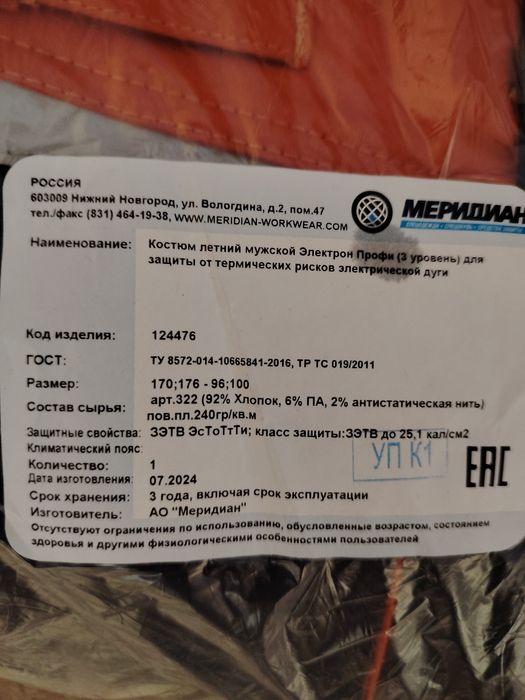 РОССИЯ
603009 Нижний Новгород, ул. Вологдина, д.2, пом.47
тел./факс (831) 464-19-38, WWW.MERIDIAN-WORKWEAR.COM
МЕРИДИАН
СПЕЦОДЕЖДА • СПЕЦОБУВЬ • СРЕДСТВА ЗАЩИТЫ
Наименование: Костюм летний мужской Электрон Профи (3 уровень) для
защиты от термических рисков электрической дуги
Код изделия: 124476
ГОСТ: ТУ 8572-014-10665841-2016, ТР ТС 019/2011
Размер: 170;176 - 96;100
Состав сырья: арт.322 (92% Хлопок, 6% ПА, 2% антистатическая нить)
пов.пл.240гр/кв.м
Защитные свойства: ЗЭТВ ЭсТоТтТи; класс защиты:ЗЭТВ до 25,1 кал/см2
Климатический пояс:
УП К1
EAC
Количество: 1
Дата изготовления: 07.2024
Срок хранения: 3 года, включая срок эксплуатации
Изготовитель: АО "Меридиан"
Отсутствуют ограничения по использованию, обусловленные возрастом, состоянием
здоровья и другими физиологическими особенностями пользователей